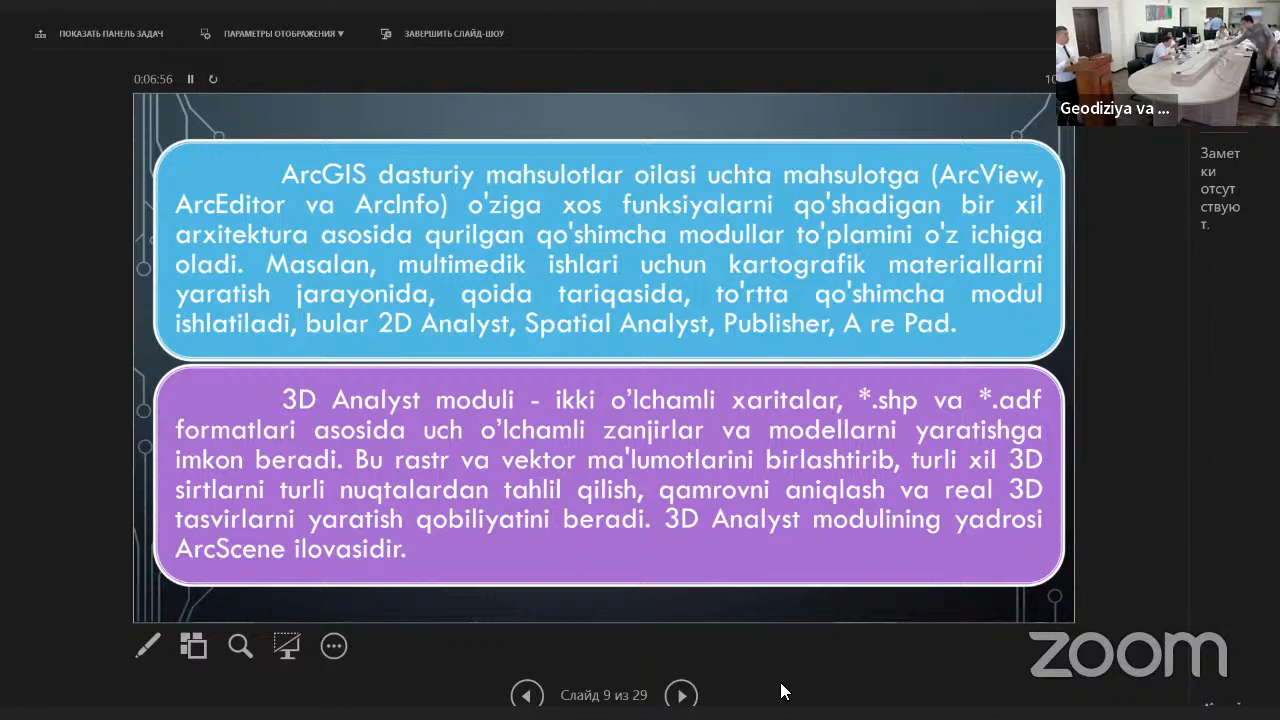 ПОКАЗАТЬ ПАНЕЛЬ ЗАДАЧ
ПАРАМЕТРЫ ОТОБРАЖЕНИЯ ▼
ЗАВЕРШИТЬ СЛАЙД-ШОУ
0:06:56
10
Geodiziya va ...
ArcGIS dasturiy mahsulotlar oilasi uchta mahsulotga (ArcView,
ArcEditor va ArcInfo) o'ziga xos funksiyalarni qo'shadigan bir xil
arxitektura asosida qurilgan qo'shimcha modullar to'plamini o'z ichiga
oladi. Masalan, multimedik ishlari uchun kartografik materiallarni
yaratish jarayonida, qoida tariqasida, to'rtta qo'shimcha modul
ishlatiladi, bular 2D Analyst, Spatial Analyst, Publisher, A re Pad.
3D Analyst moduli - ikki o’lchamli xaritalar, *.shp va *.adf
formatlari asosida uch o’lchamli zanjirlar va modellarni yaratishga
imkon beradi. Bu rastr va vektor ma'lumotlarini birlashtirib, turli xil 3D
sirtlarni turli nuqtalardan tahlil qilish, qamrovni aniqlash va real 3D
tasvirlarni yaratish qobiliyatini beradi. 3D Analyst modulining yadrosi
ArcScene ilovasidir.
Замет
ки
отсут
ствую
т.
zoom
Слайд 9 из 29